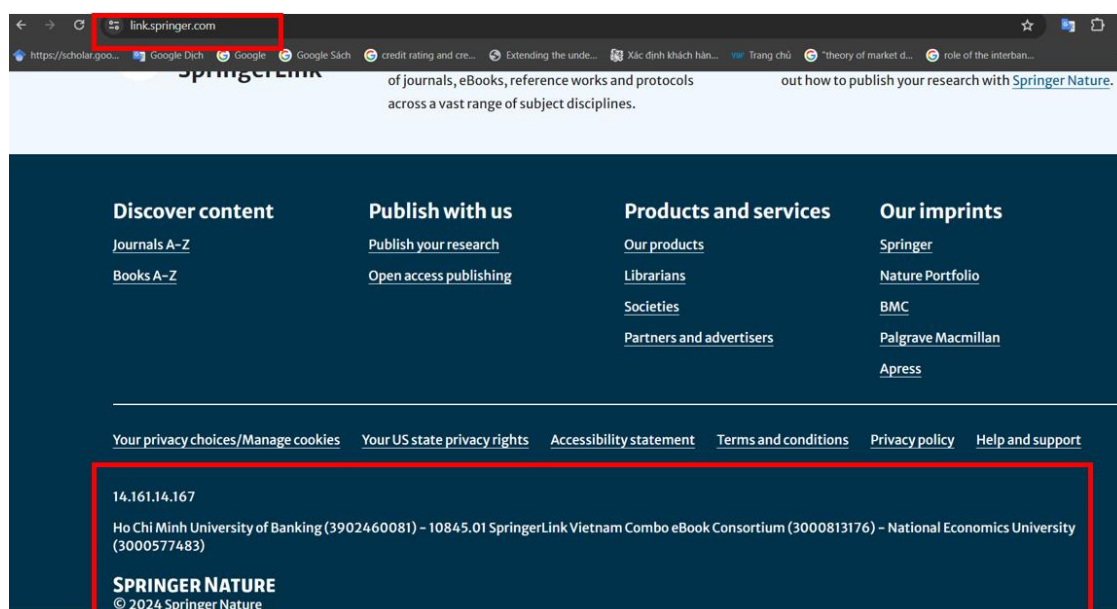 link.springer.com
https://scholar.goo... Google Dịch Google Google Sách credit rating and cre... Extending the unde... Xác định khách hàn... Trang chủ "theory of market d... role of the interban...
SpringerLink
of journals, eBooks, reference works and protocols
across a vast range of subject disciplines.
out how to publish your research with Springer Nature.
Discover content
Journals A-Z
Books A-Z
Publish with us
Publish your research
Open access publishing
Products and services
Our products
Librarians
Societies
Partners and advertisers
Our imprints
Springer
Nature Portfolio
BMC
Palgrave Macmillan
Apress
Your privacy choices/Manage cookies Your US state privacy rights Accessibility statement Terms and conditions Privacy policy Help and support
14.161.14.167
Ho Chi Minh University of Banking (3902460081) - 10845.01 SpringerLink Vietnam Combo eBook Consortium (3000813176) - National Economics University
(3000577483)
SPRINGER NATURE
© 2024 Springer Nature